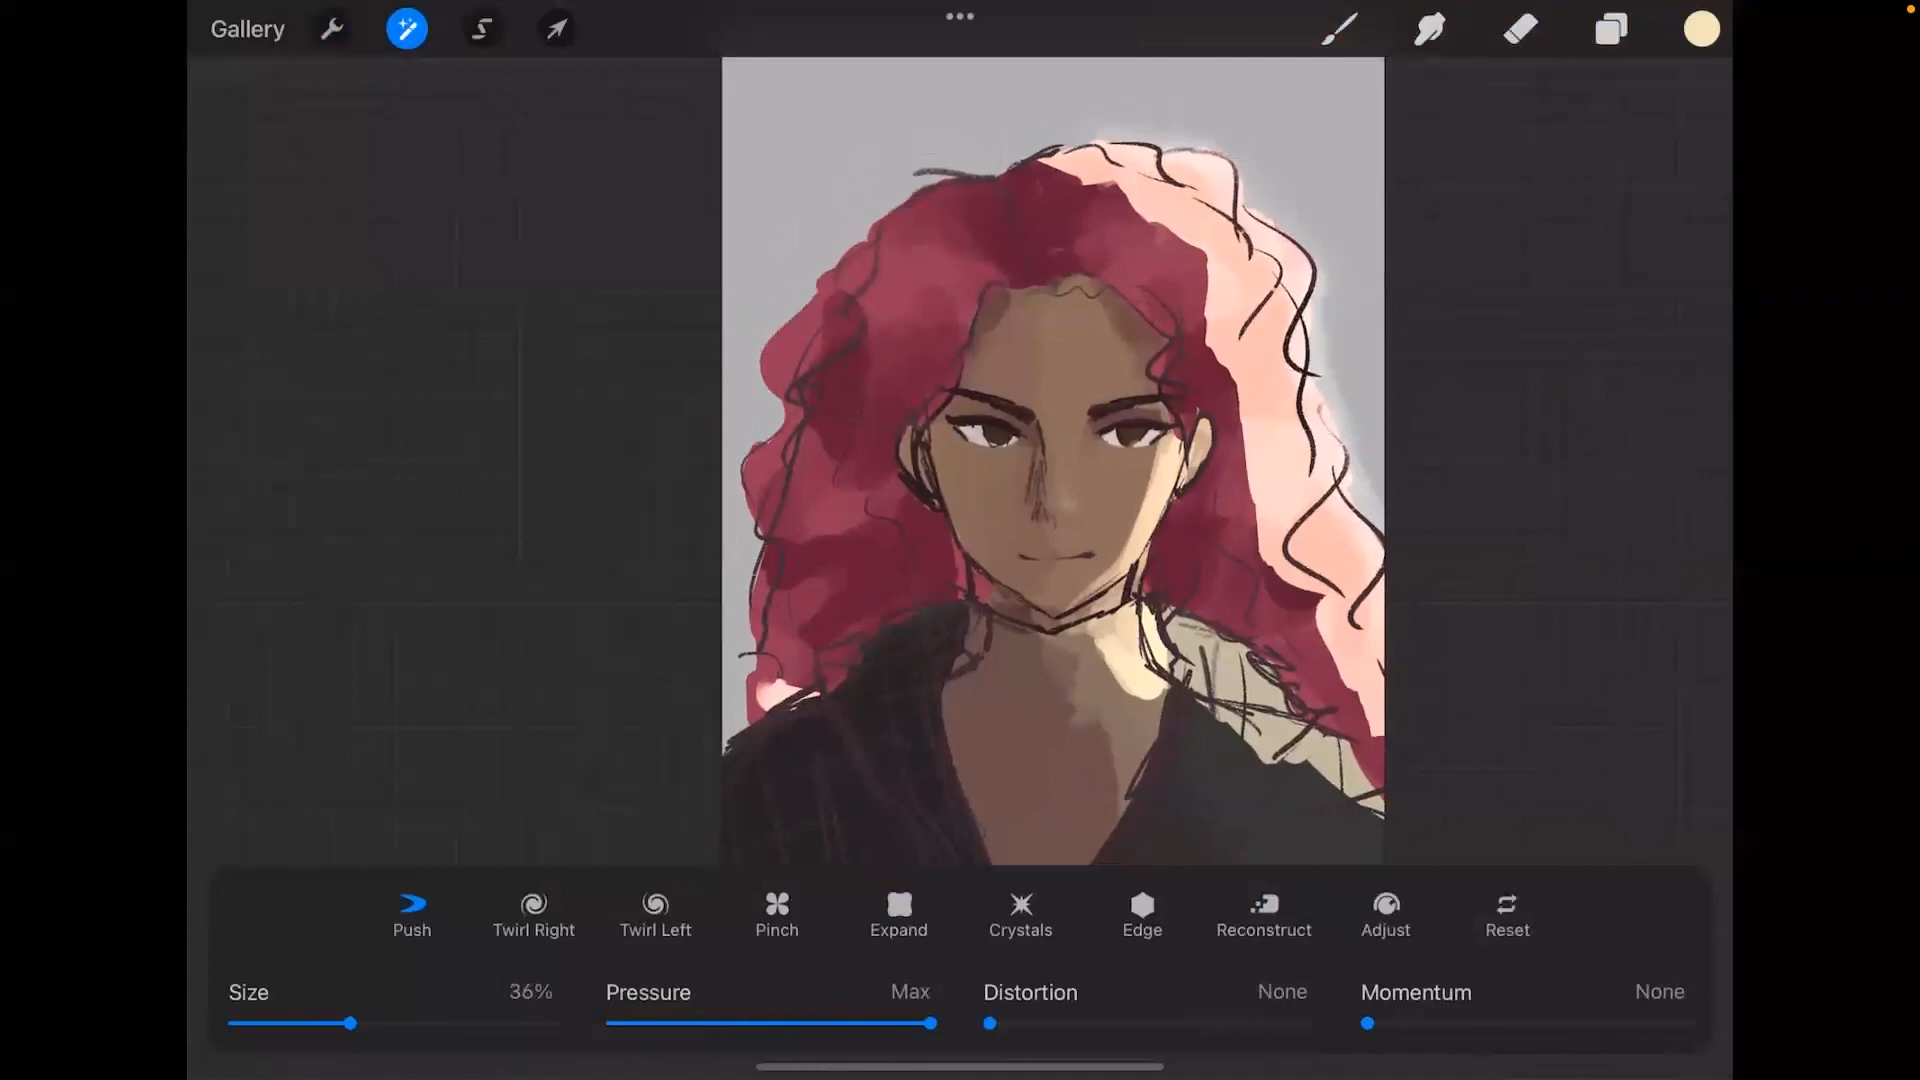 Gallery
Push
Twirl Right
Twirl Left
Pinch
Expand
Crystals
Edge
Reconstruct
Adjust
Reset
Size 36%
Pressure Max
Distortion None
Momentum None